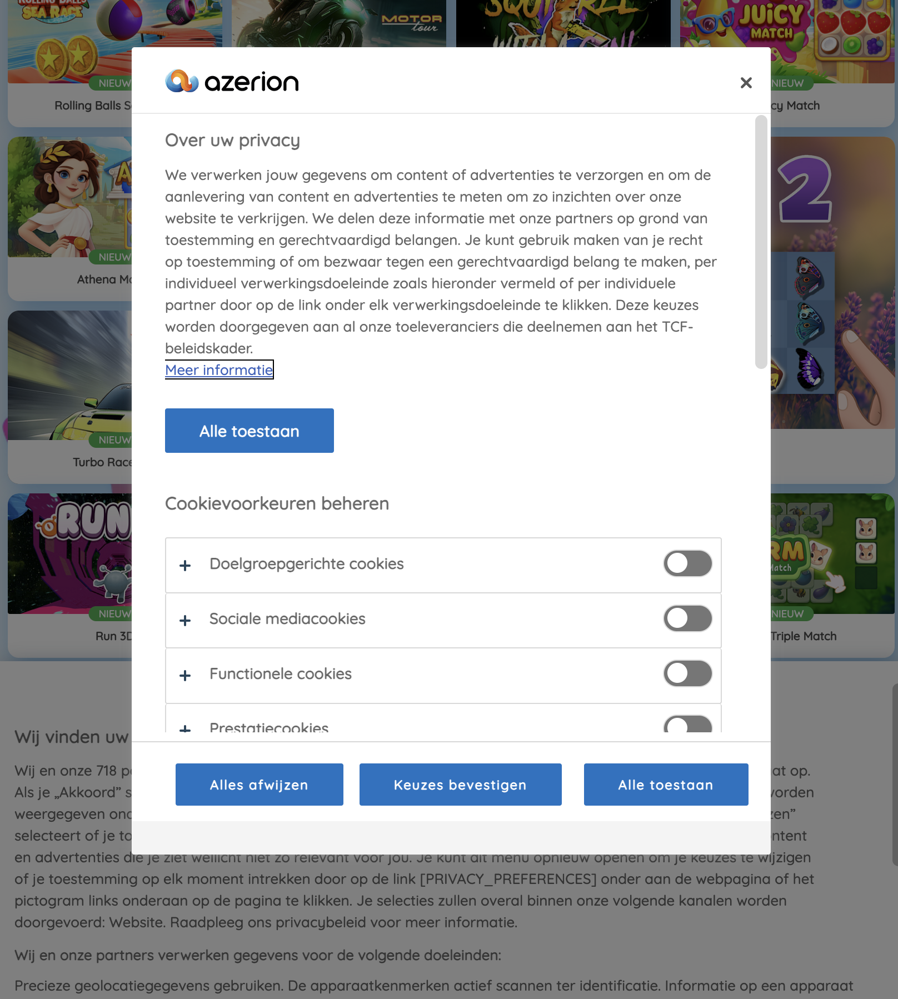 ROLLING BALLS
SEA RACE
MOTOR
tour
SQUIRREL
WITH A GUN
JUICY
MATCH
NIEUW
NIEUW
Rolling Balls
cy Match
azerion
Over uw privacy
We verwerken jouw gegevens om content of advertenties te verzorgen en om de
aanlevering van content en advertenties te meten om zo inzichten over onze
website te verkrijgen. We delen deze informatie met onze partners op grond van
toestemming en gerechtvaardigd belangen. Je kunt gebruik maken van je recht
op toestemming of om bezwaar tegen een gerechtvaardigd belang te maken, per
individueel verwerkingsdoeleinde zoals hieronder vermeld of per individuele
partner door op de link onder elk verwerkingsdoeleinde te klikken. Deze keuzes
worden doorgegeven aan al onze toeleveranciers die deelnemen aan het TCF-
beleidskader.
Meer informatie
Alle toestaan
Cookievoorkeuren beheren
Doelgroepgerichte cookies
Sociale mediacookies
Functionele cookies
Prestatiecookies
Alles afwijzen
Keuzes bevestigen
Alle toestaan
2
NIEUW
Athena
NIEUW
Turbo Race
RUN
NIEUW
Run 3D
RM
Match
NIEUW
Triple Match
Wij vinden uw
Wij en onze 718 at op.
Als je „Akkoord” s vorden
weergegeven ond zen”
selecteert of je to ntent
en advertenties die je ziet wellicht niet zo relevant voor jou. Je kunt dit menu opnieuw openen om je keuzes te wijzigen
of je toestemming op elk moment intrekken door op de link [PRIVACY_PREFERENCES] onder aan de webpagina of het
pictogram links onderaan op de pagina te klikken. Je selecties zullen overal binnen onze volgende kanalen worden
doorgevoerd: Website. Raadpleeg ons privacybeleid voor meer informatie.
Wij en onze partners verwerken gegevens voor de volgende doeleinden:
Precieze geolocatiegegevens gebruiken. De apparaatkenmerken actief scannen ter identificatie. Informatie op een apparaat